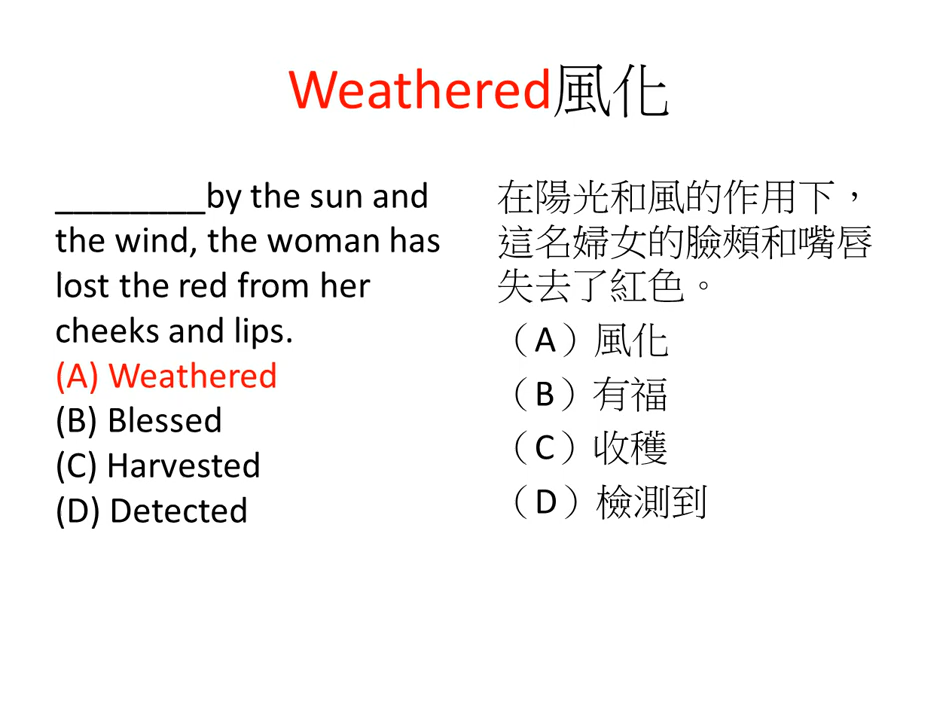 Weathered風化
________by the sun and
the wind, the woman has
lost the red from her
cheeks and lips.
(A) Weathered
(B) Blessed
(C) Harvested
(D) Detected
在陽光和風的作用下，
這名婦女的臉頰和嘴唇
失去了紅色。
（A）風化
（B）有福
（C）收穫
（D）檢測到